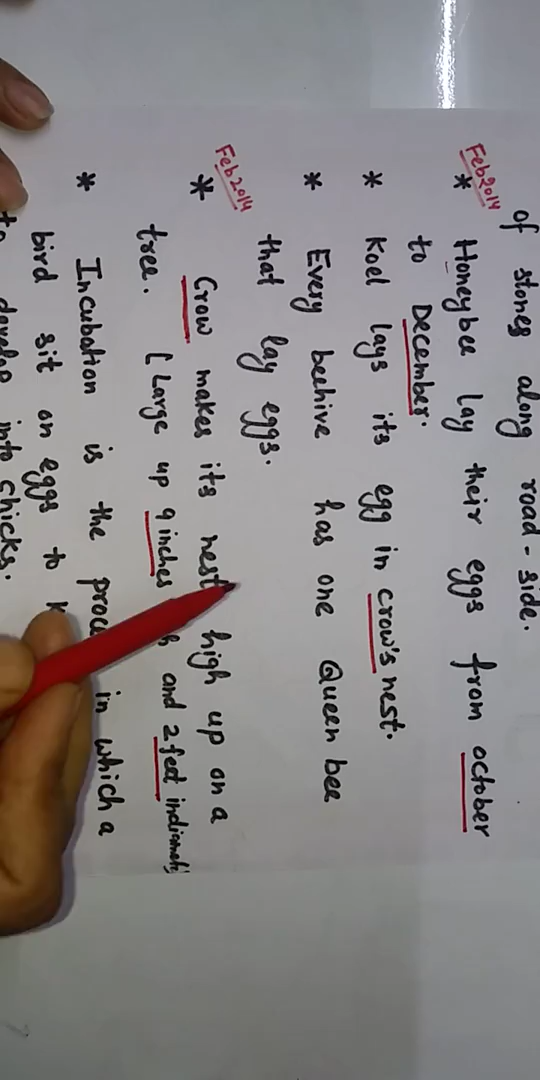 of stones along road-side.
Feb 2014
* Honeybee lay their eggs from october
to December.
* Koel lays its egg in crow's nest.
* Every beehive has one Queen bee
that lay eggs.
Feb 2014
* Crow makes its nest high up on a
tree. [ Large up 9 inches and 2 feet in
* Incubation is the in which a
bird sit on eggs to
to develop into chicks.